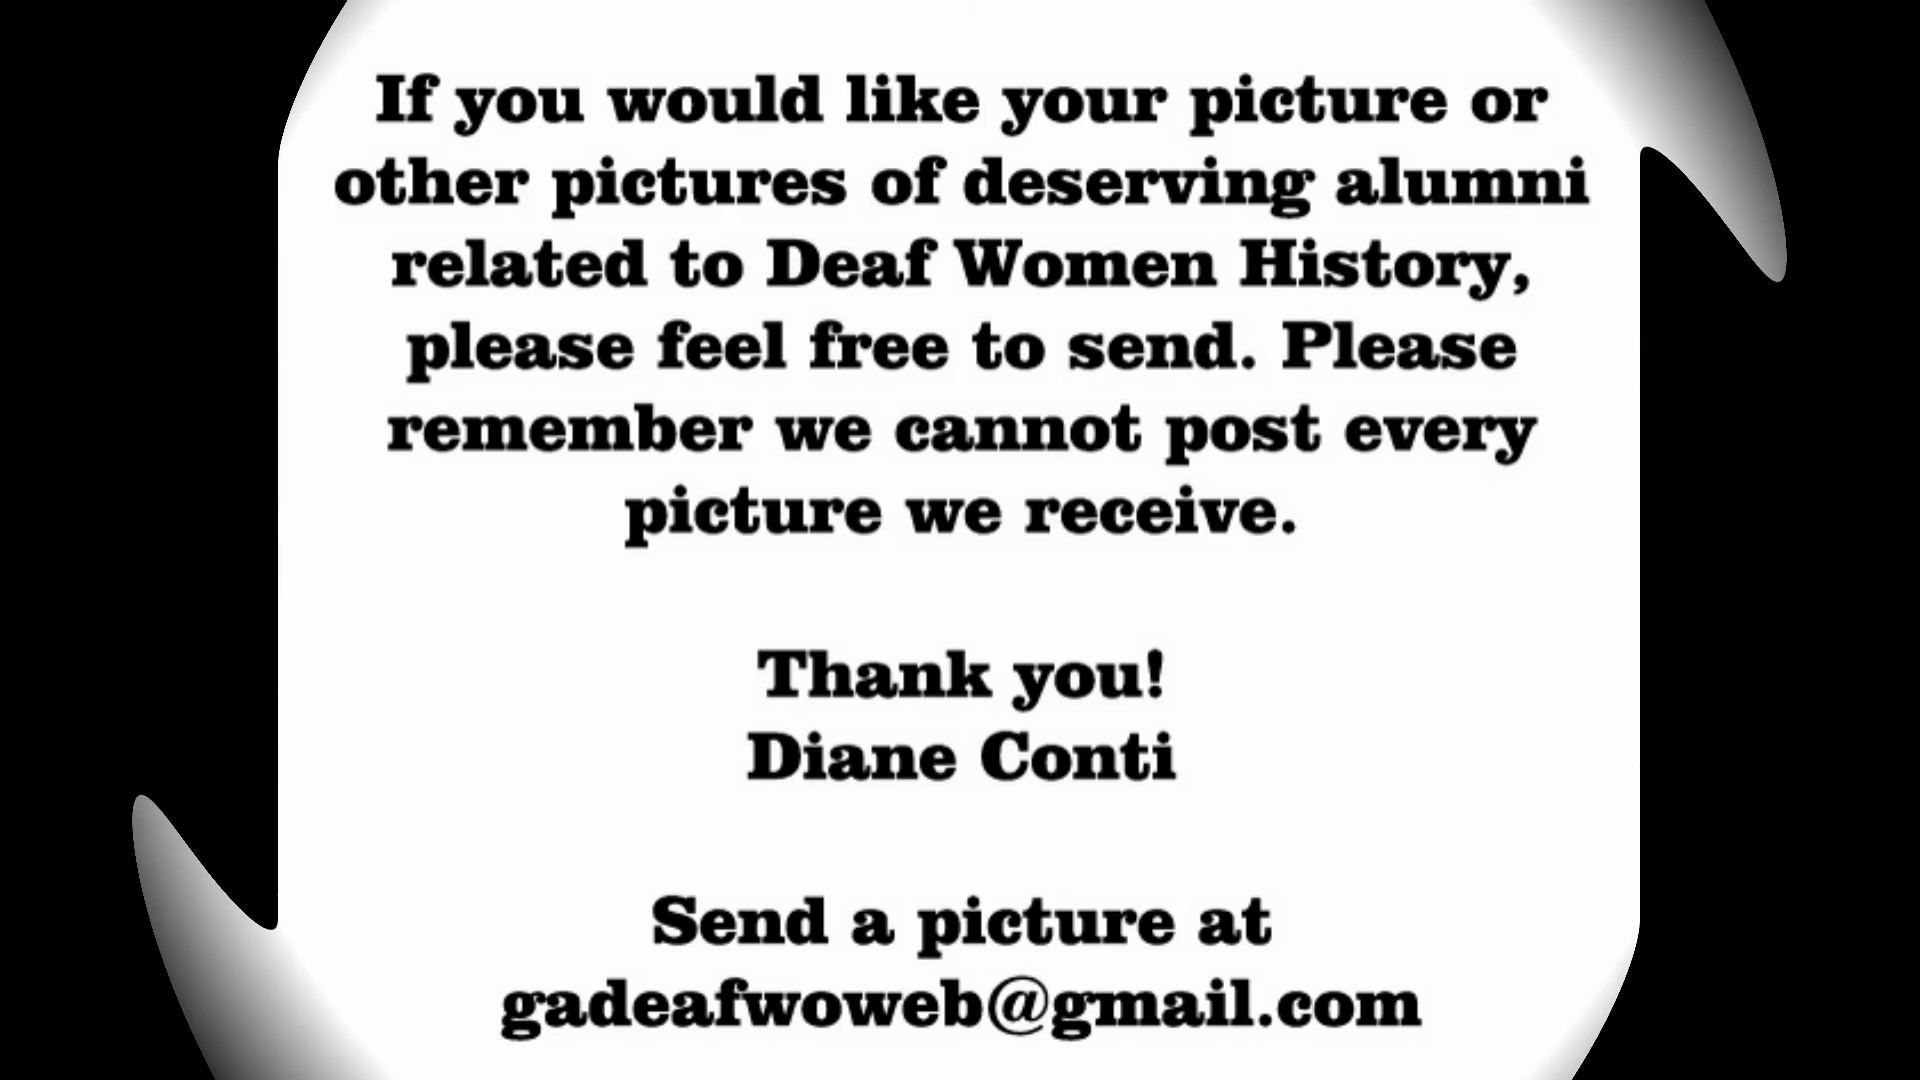 If you would like your picture or
other pictures of deserving alumni
related to Deaf Women History,
please feel free to send. Please
remember we cannot post every
picture we receive.
Thank you!
Diane Conti
Send a picture at
gadeafwoweb@gmail.com